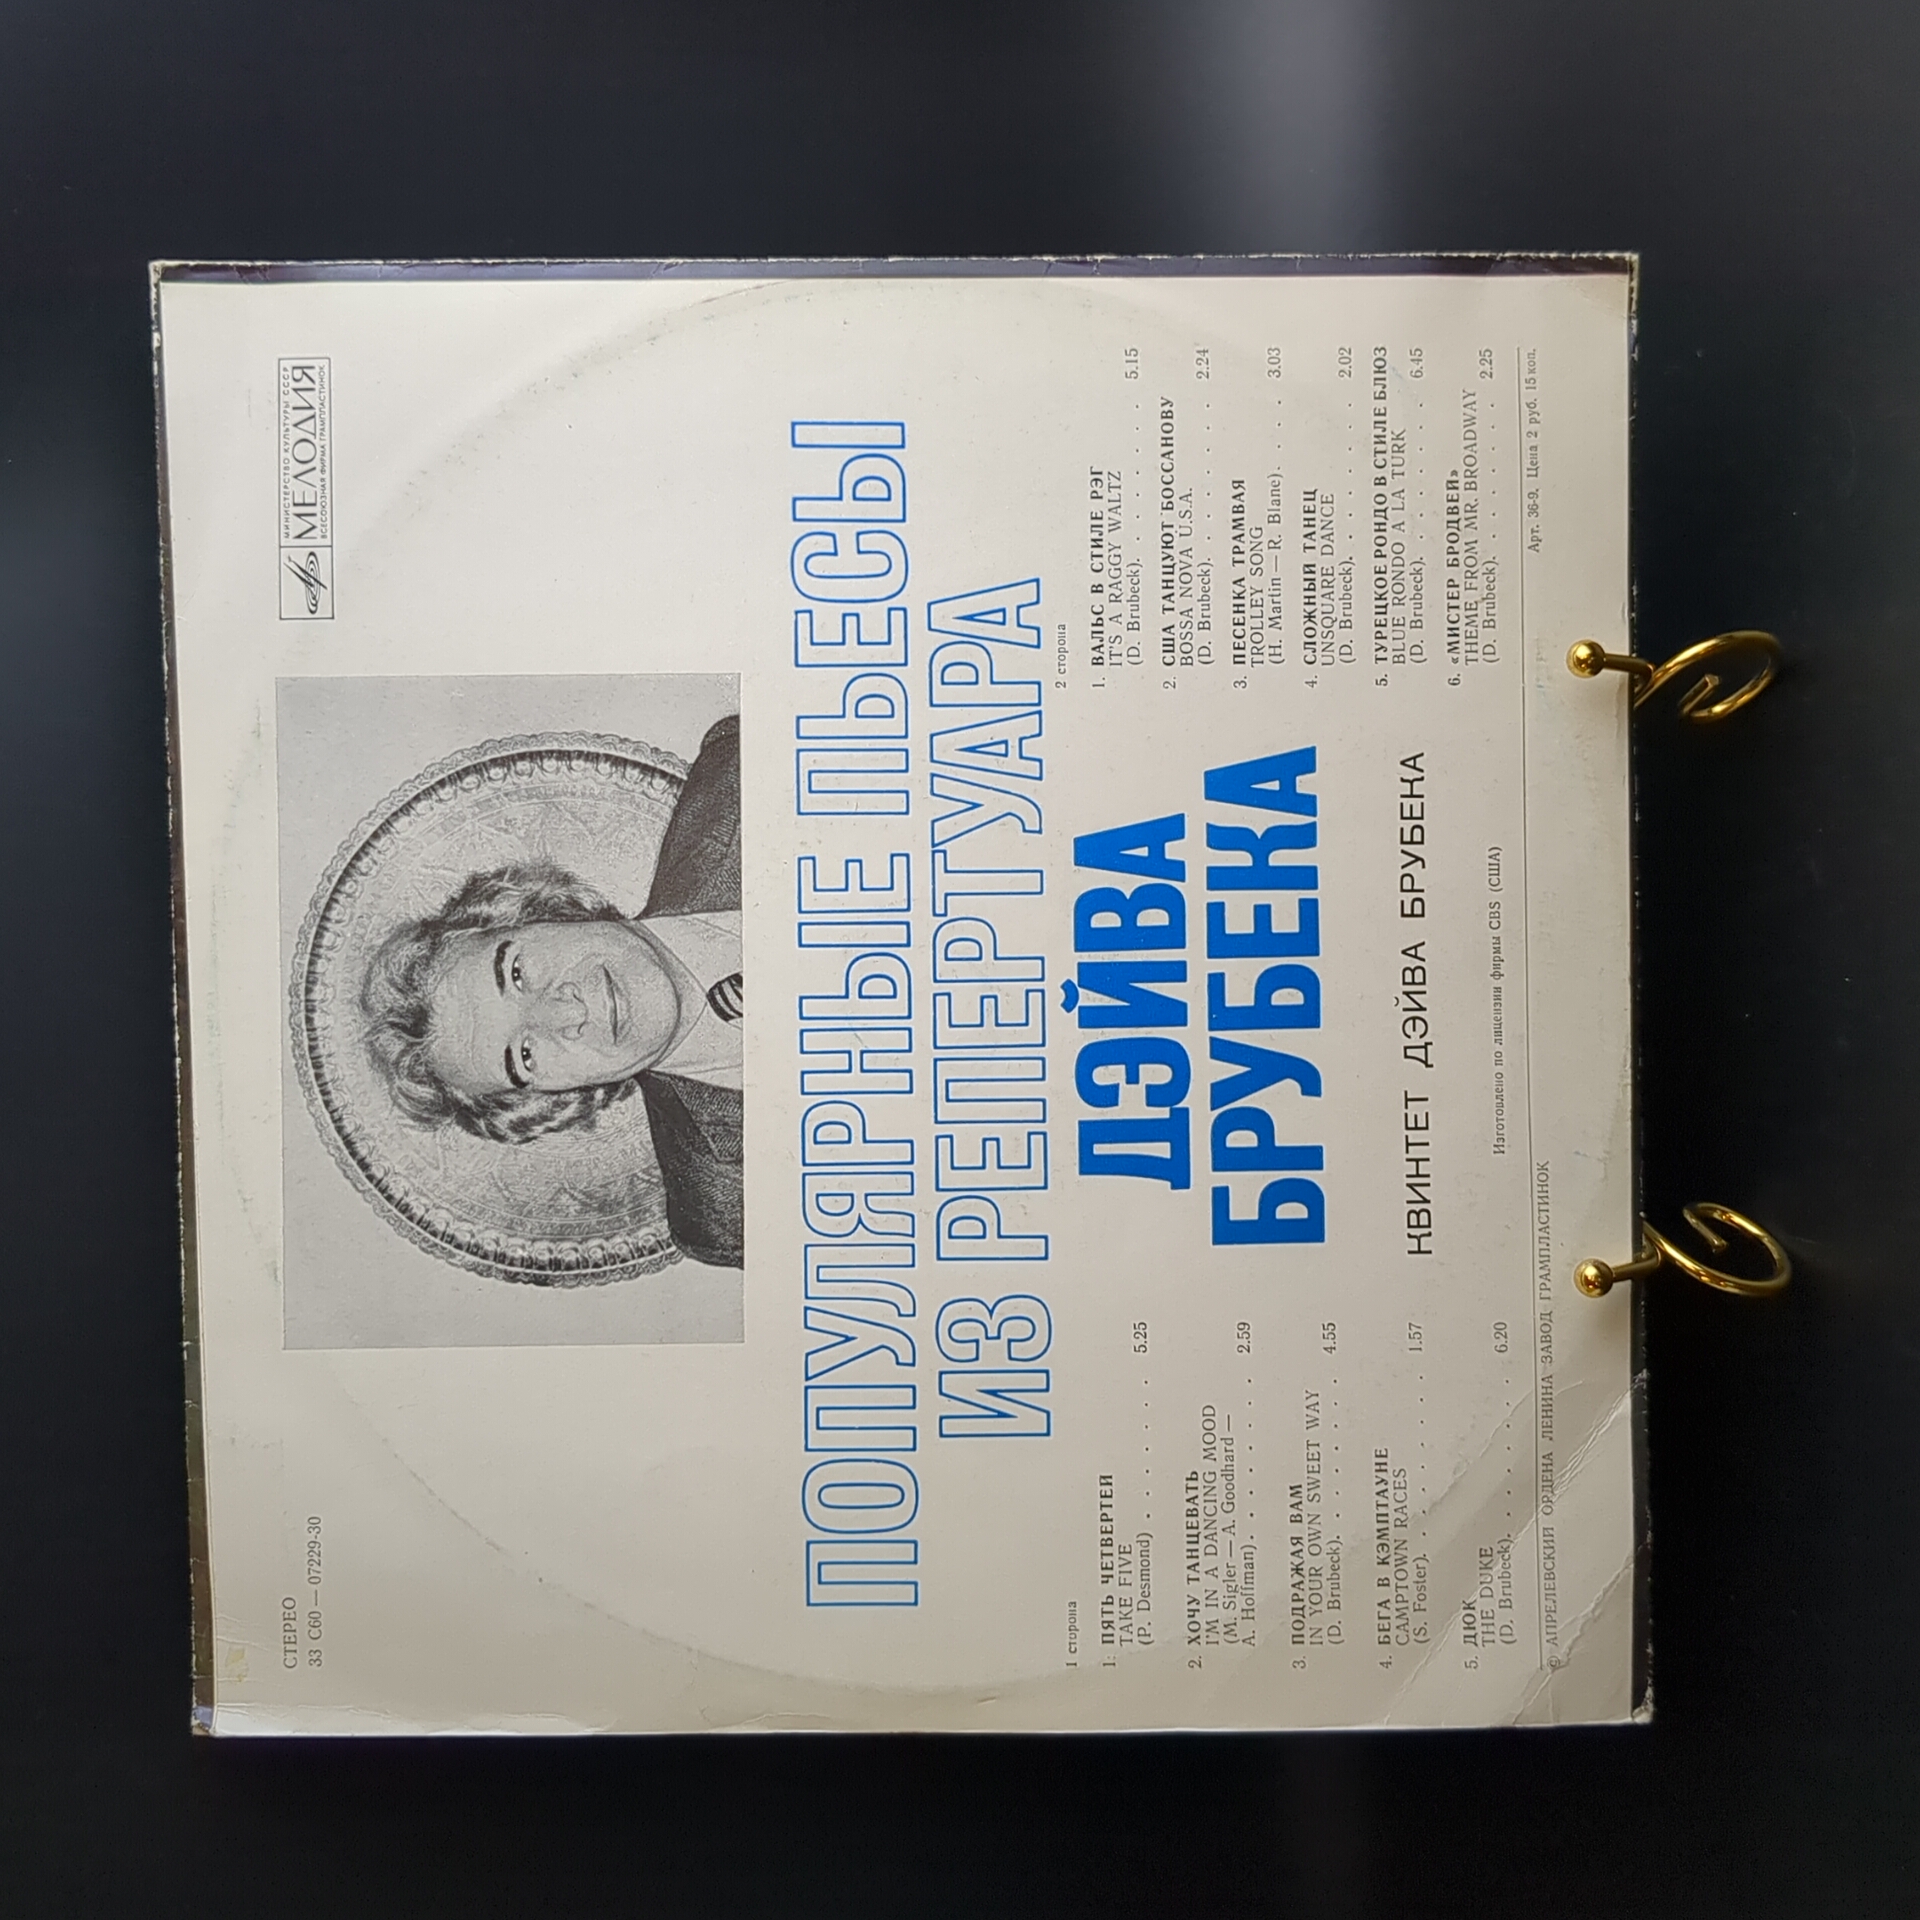 СТЕРЕО
33 С60 — 07229-30
МИНИСТЕРСТВО КУЛЬТУРЫ СССР
МЕЛОДИЯ
ВСЕСОЮЗНАЯ ФИРМА ГРАМПЛАСТИНОК
ПОПУЛЯРНЫЕ ПЬЕСЫ
ИЗ РЕПЕРТУАРА
ДЭЙВА
БРУБЕКА
КВИНТЕТ ДЭЙВА БРУБЕКА
Изготовлено по лицензии фирмы CBS (США)
1 сторона
1. ПЯТЬ ЧЕТВЕРТЕЙ
TAKE FIVE
(P. Desmond) . . . . . . 5.25
2. ХОЧУ ТАНЦЕВАТЬ
I'M IN A DANCING MOOD
(M. Sigler — A. Goodhard —
A. Hoffman) . . . . . . 2.59
3. ПОДРАЖАЯ ВАМ
IN YOUR OWN SWEET WAY
(D. Brubeck) . . . . . . 4.55
4. БЕГА В КЭМПТАУНЕ
CAMPTOWN RACES
(S. Foster) . . . . . . 1.57
5. ДЮК
THE DUKE
(D. Brubeck) . . . . . . 6.20
2 сторона
1. ВАЛЬС В СТИЛЕ РЭГ
IT'S A RAGGY WALTZ
(D. Brubeck) . . . . . . 5.15
2. США ТАНЦУЮТ БОССАНОВУ
BOSSA NOVA U.S.A.
(D. Brubeck) . . . . . . 2.24
3. ПЕСЕНКА ТРАМВАЯ
TROLLEY SONG
(H. Martin — R. Blane) . . . . 3.03
4. СЛОЖНЫЙ ТАНЕЦ
UNSQUARE DANCE
(D. Brubeck) . . . . . . 2.02
5. ТУРЕЦКОЕ РОНДО В СТИЛЕ БЛЮЗ
BLUE RONDO A LA TURK
(D. Brubeck) . . . . . . 6.45
6. «МИСТЕР БРОДВЕЙ»
THEME FROM MR. BROADWAY
(D. Brubeck) . . . . . . 2.25
© АПРЕЛЕВСКИЙ ОРДЕНА ЛЕНИНА ЗАВОД ГРАМПЛАСТИНОК
Арт. 36-9. Цена 2 руб. 15 коп.